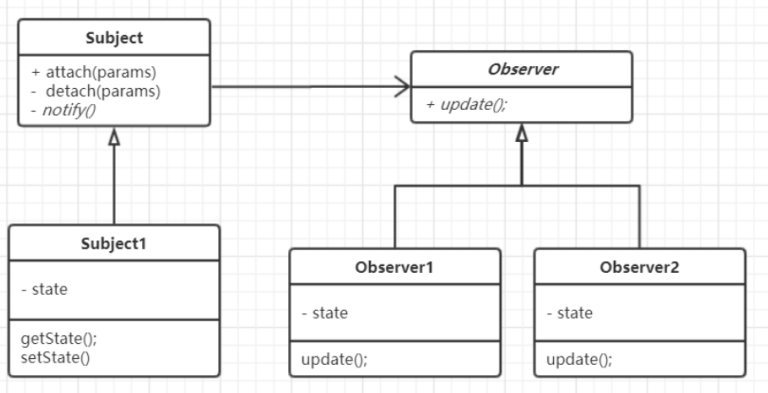 Subject
+ attach(params)
- detach(params)
- notify()
Observer
+ update();
Subject1
- state
getState();
setState()
Observer1
- state
update();
Observer2
- state
update();